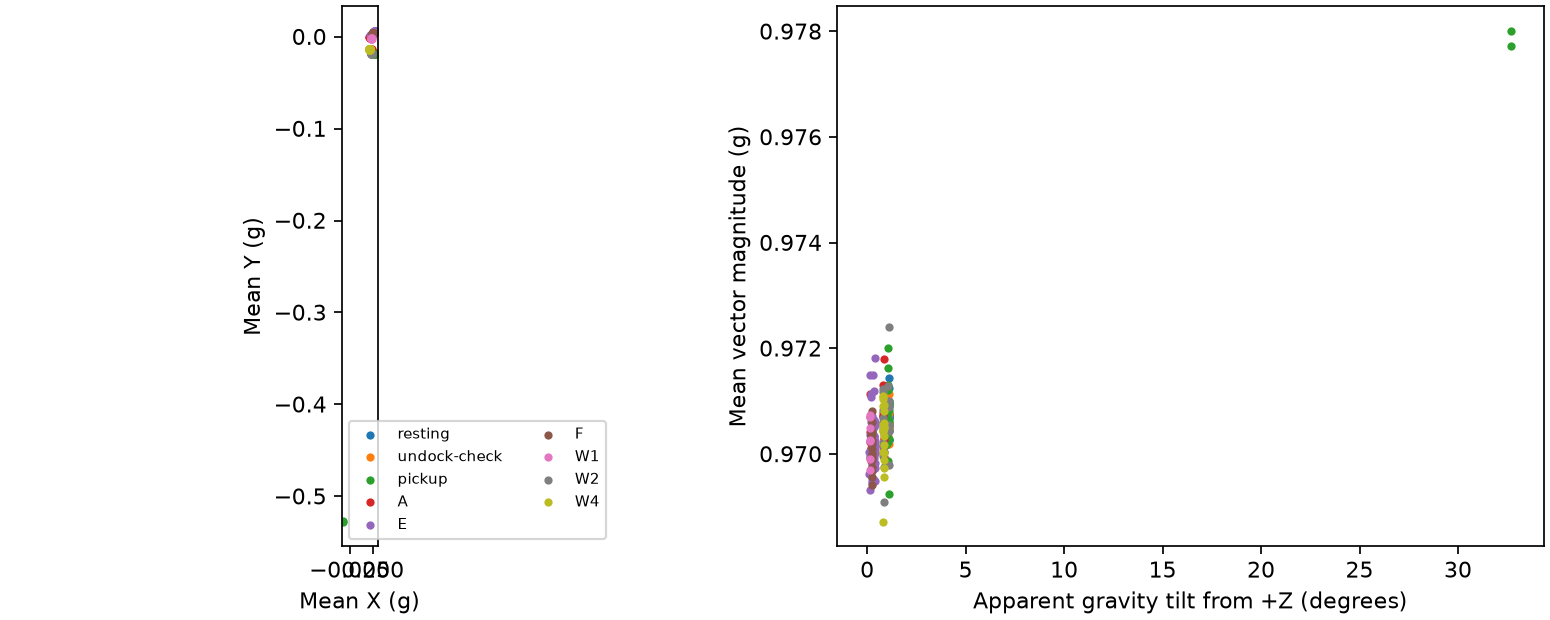 0.0
−0.1
−0.2
−0.3
−0.4
−0.5
Mean Y (g)
resting
undock-check
pickup
A
E
F
W1
W2
W4
Mean X (g)
0.978
0.976
0.974
0.972
0.970
Mean vector magnitude (g)
0 5 10 15 20 25 30
Apparent gravity tilt from +Z (degrees)